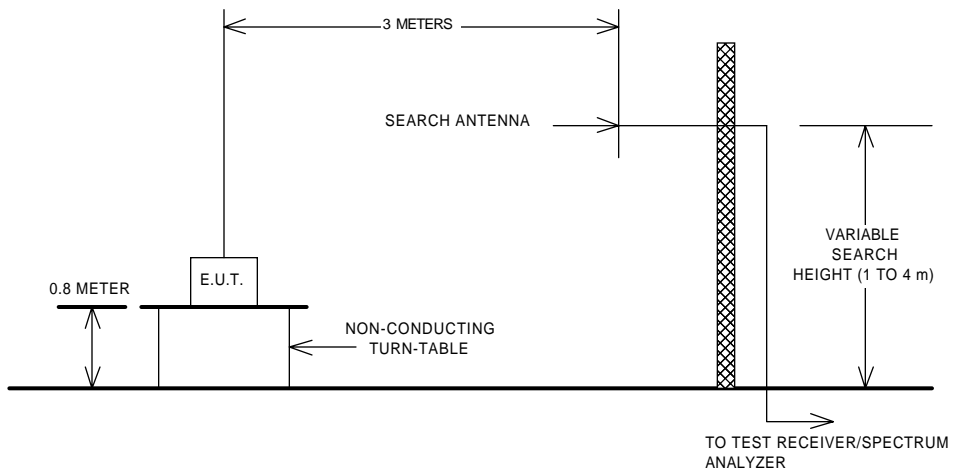 3 METERS
SEARCH ANTENNA
VARIABLE
SEARCH
HEIGHT (1 TO 4 m)
E.U.T.
0.8 METER
NON-CONDUCTING
TURN-TABLE
TO TEST RECEIVER/SPECTRUM
ANALYZER